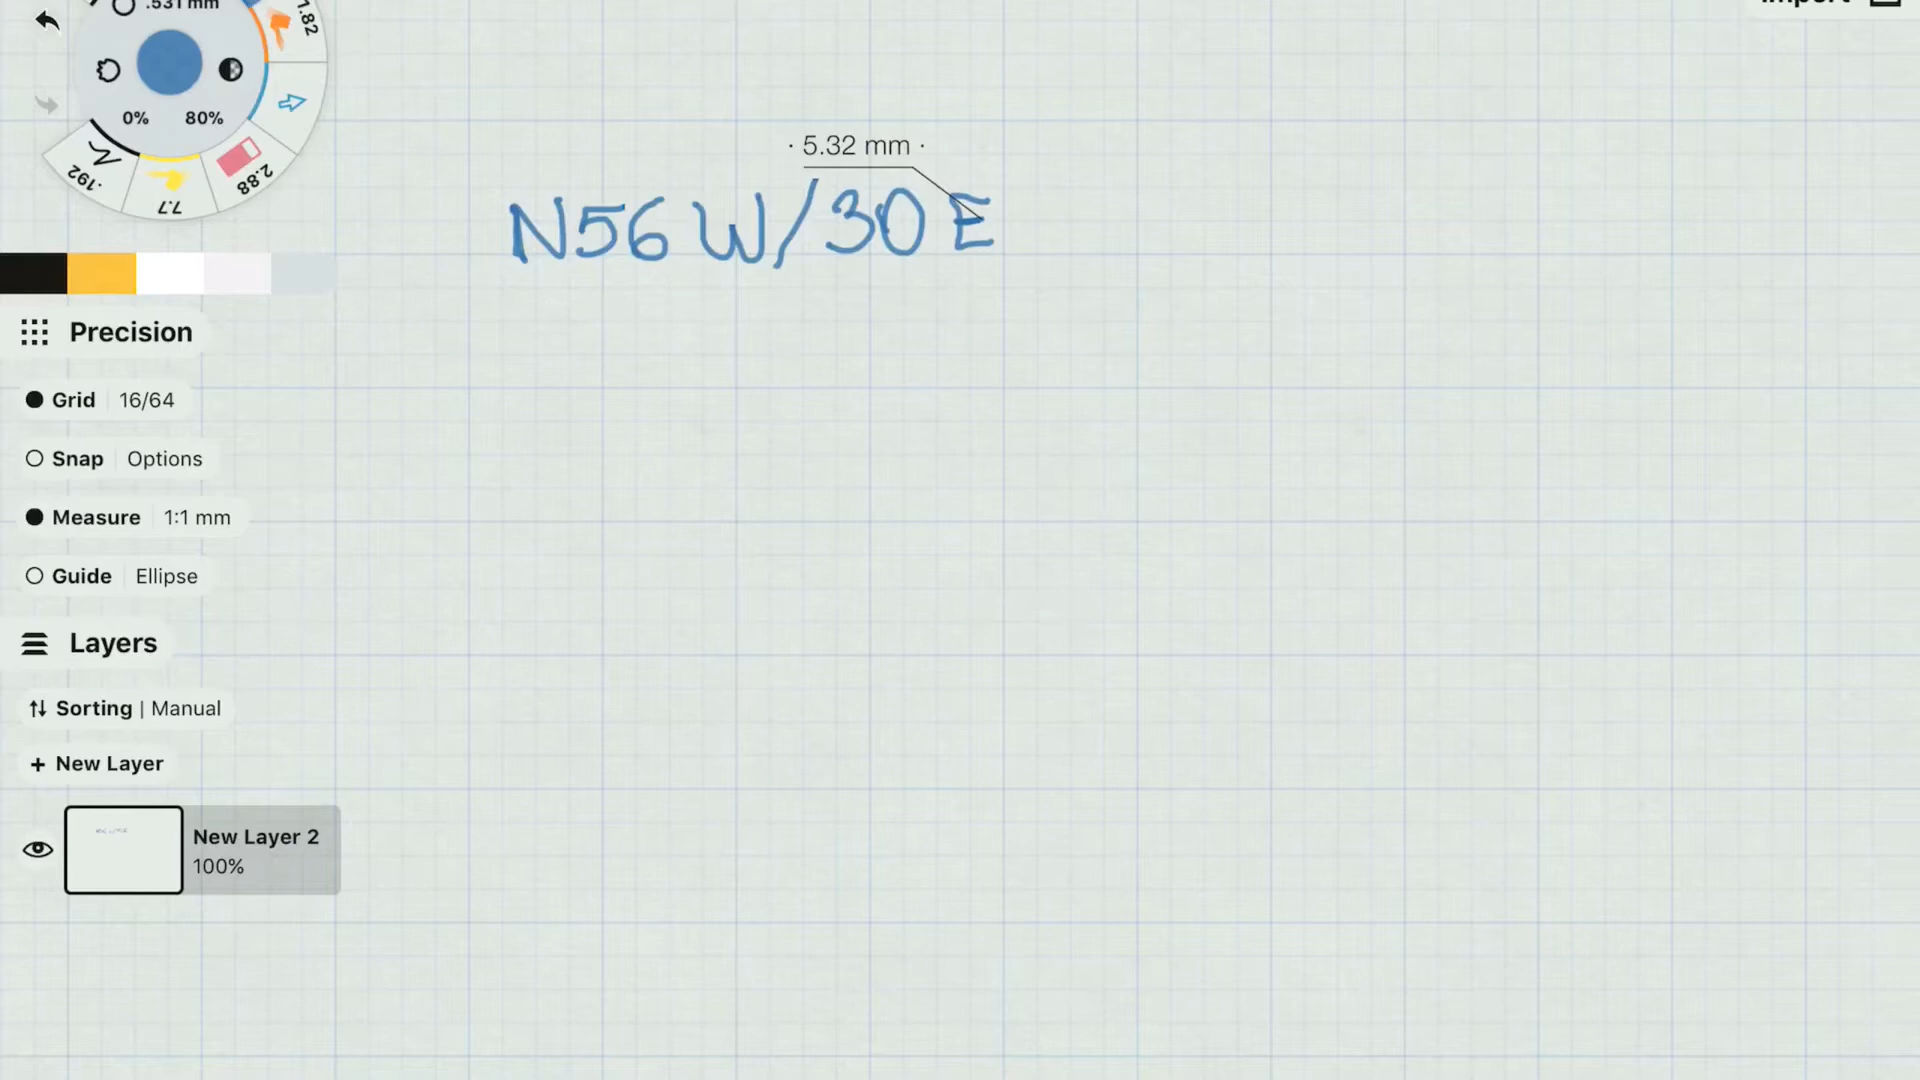 .531 mm
1.82
0%
80%
.192
7.7
2.88
Import
· 5.32 mm ·
N56 W/30 E
Precision
Grid | 16/64
Snap | Options
Measure | 1:1 mm
Guide | Ellipse
Layers
Sorting | Manual
+ New Layer
New Layer 2
100%